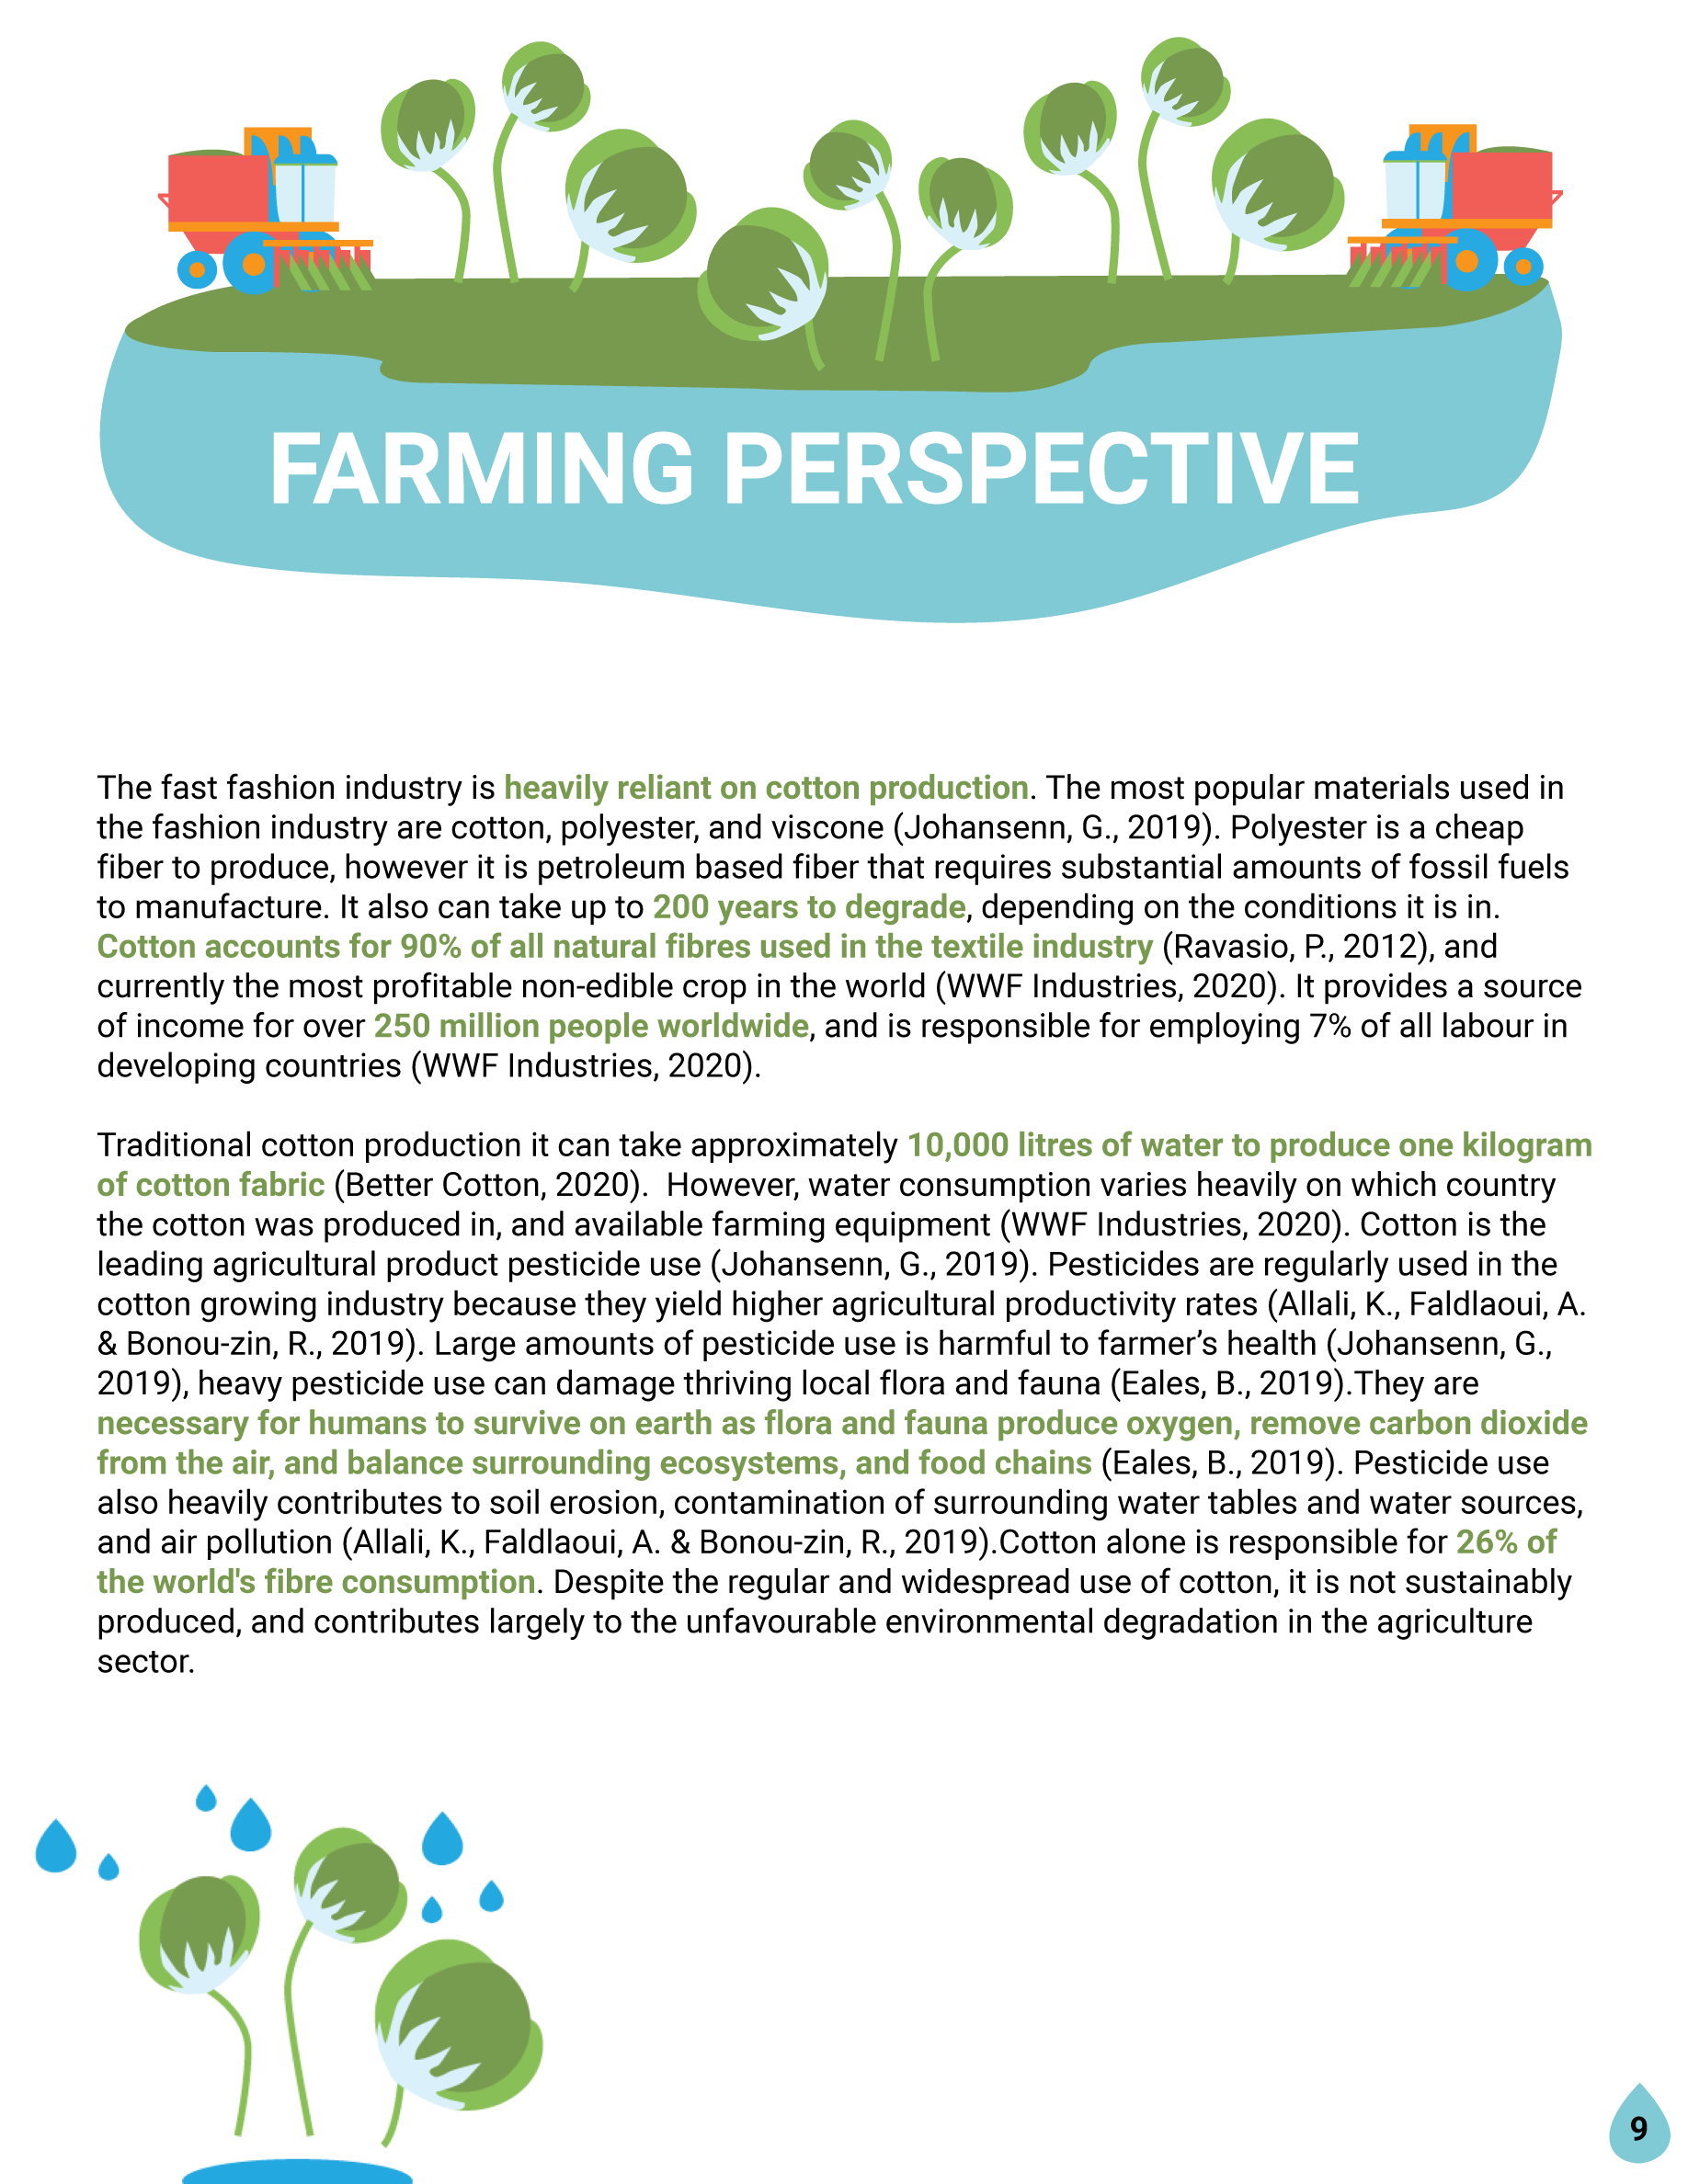 FARMING PERSPECTIVE
The fast fashion industry is heavily reliant on cotton production. The most popular materials used in
the fashion industry are cotton, polyester, and viscone (Johansenn, G., 2019). Polyester is a cheap
fiber to produce, however it is petroleum based fiber that requires substantial amounts of fossil fuels
to manufacture. It also can take up to 200 years to degrade, depending on the conditions it is in.
Cotton accounts for 90% of all natural fibres used in the textile industry (Ravasio, P., 2012), and
currently the most profitable non-edible crop in the world (WWF Industries, 2020). It provides a source
of income for over 250 million people worldwide, and is responsible for employing 7% of all labour in
developing countries (WWF Industries, 2020).
Traditional cotton production it can take approximately 10,000 litres of water to produce one kilogram
of cotton fabric (Better Cotton, 2020).  However, water consumption varies heavily on which country
the cotton was produced in, and available farming equipment (WWF Industries, 2020). Cotton is the
leading agricultural product pesticide use (Johansenn, G., 2019). Pesticides are regularly used in the
cotton growing industry because they yield higher agricultural productivity rates (Allali, K., Faldlaoui, A.
& Bonou-zin, R., 2019). Large amounts of pesticide use is harmful to farmer’s health (Johansenn, G.,
2019), heavy pesticide use can damage thriving local flora and fauna (Eales, B., 2019).They are
necessary for humans to survive on earth as flora and fauna produce oxygen, remove carbon dioxide
from the air, and balance surrounding ecosystems, and food chains (Eales, B., 2019). Pesticide use
also heavily contributes to soil erosion, contamination of surrounding water tables and water sources,
and air pollution (Allali, K., Faldlaoui, A. & Bonou-zin, R., 2019).Cotton alone is responsible for 26% of
the world's fibre consumption. Despite the regular and widespread use of cotton, it is not sustainably
produced, and contributes largely to the unfavourable environmental degradation in the agriculture
sector.
9